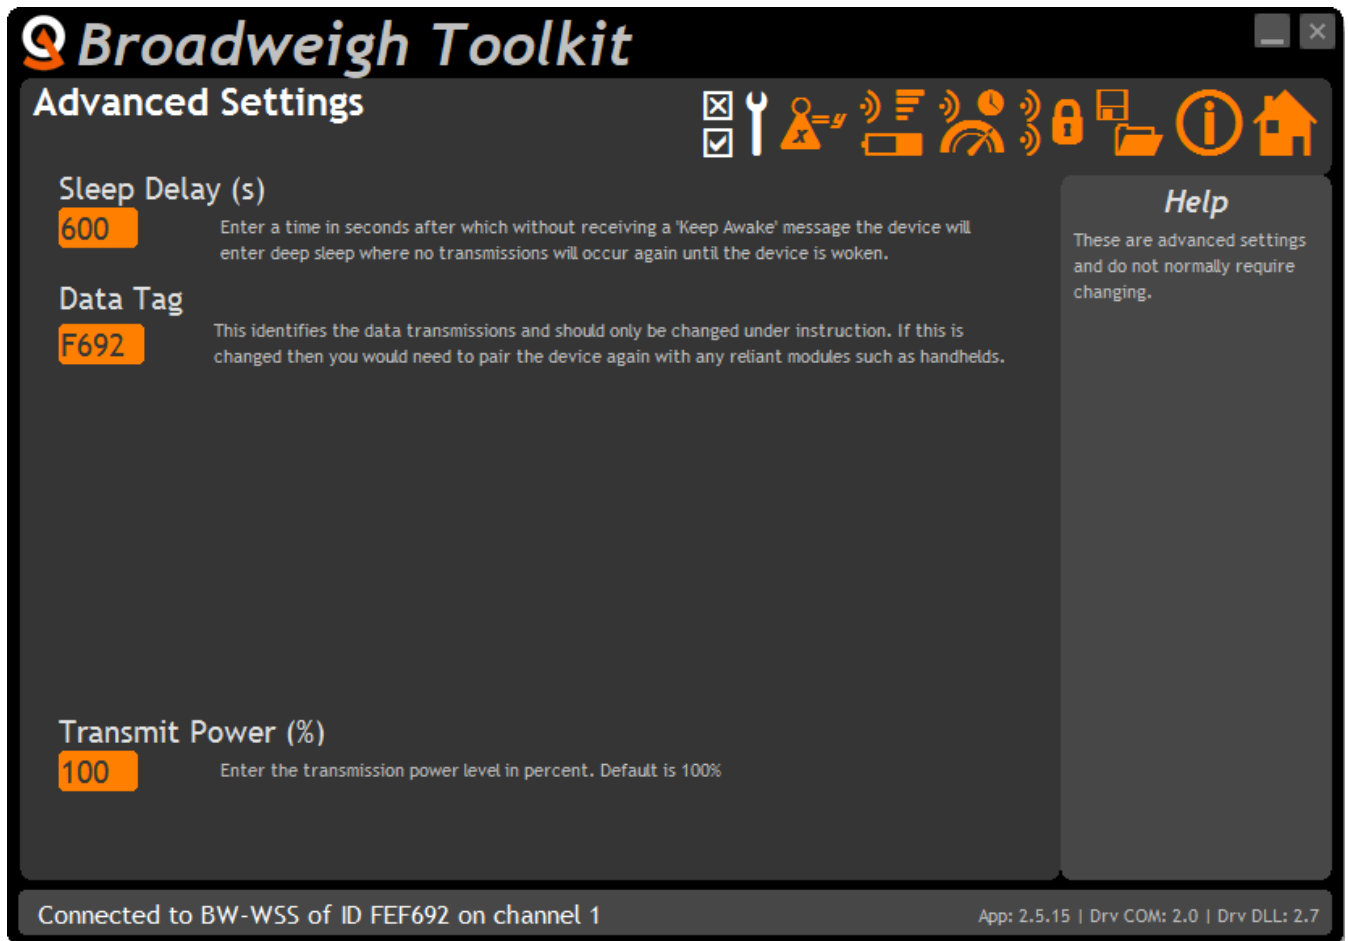 Broadweigh Toolkit
Advanced Settings
x=y
Sleep Delay (s)
600
Enter a time in seconds after which without receiving a 'Keep Awake' message the device will
enter deep sleep where no transmissions will occur again until the device is woken.
Data Tag
F692
This identifies the data transmissions and should only be changed under instruction. If this is
changed then you would need to pair the device again with any reliant modules such as handhelds.
Transmit Power (%)
100
Enter the transmission power level in percent. Default is 100%
Help
These are advanced settings
and do not normally require
changing.
Connected to BW-WSS of ID FEF692 on channel 1
App: 2.5.15 | Drv COM: 2.0 | Drv DLL: 2.7